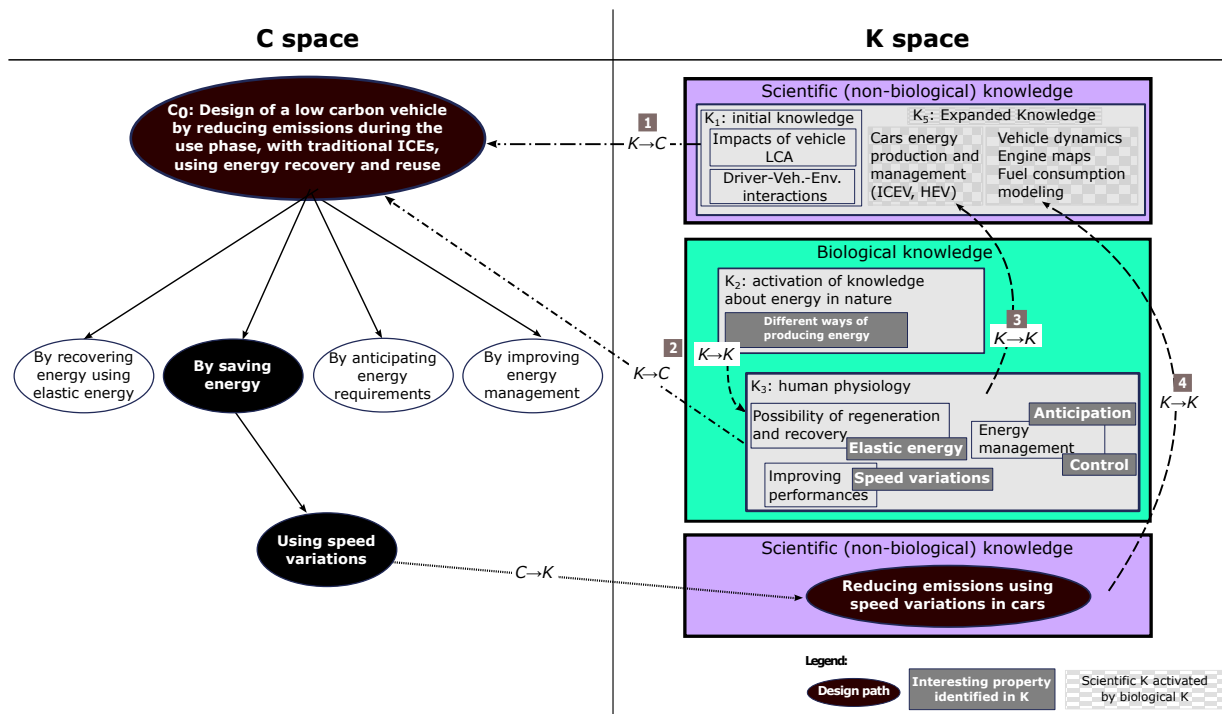 C space
K space
C0: Design of a low carbon vehicle
by reducing emissions during the
use phase, with traditional ICEs,
using energy recovery and reuse
By recovering
energy using
elastic energy
By saving
energy
By anticipating
energy
requirements
By improving
energy
management
Using speed
variations
C→K
1
K→C
2
K→C
Scientific (non-biological) knowledge
K1: initial knowledge
Impacts of vehicle
LCA
Driver-Veh.-Env.
interactions
K5: Expanded Knowledge
Cars energy
production and
management
(ICEV, HEV)
Vehicle dynamics
Engine maps
Fuel consumption
modeling
Biological knowledge
K2: activation of knowledge
about energy in nature
Different ways of
producing energy
K→K
3
K→K
4
K→K
K3: human physiology
Possibility of regeneration
and recovery
Elastic energy
Improving
performances
Speed variations
Anticipation
Energy
management
Control
Scientific (non-biological) knowledge
Reducing emissions using
speed variations in cars
Legend:
Design path
Interesting property
identified in K
Scientific K activated
by biological K